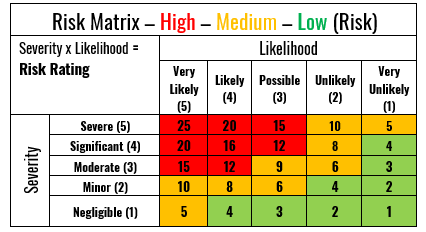 Risk Matrix – High – Medium – Low (Risk)
Severity x Likelihood =
Risk Rating
Likelihood
Very Likely (5) Likely (4) Possible (3) Unlikely (2) Very Unlikely (1)
Severity
Severe (5) 25 20 15 10 5
Significant (4) 20 16 12 8 4
Moderate (3) 15 12 9 6 3
Minor (2) 10 8 6 4 2
Negligible (1) 5 4 3 2 1